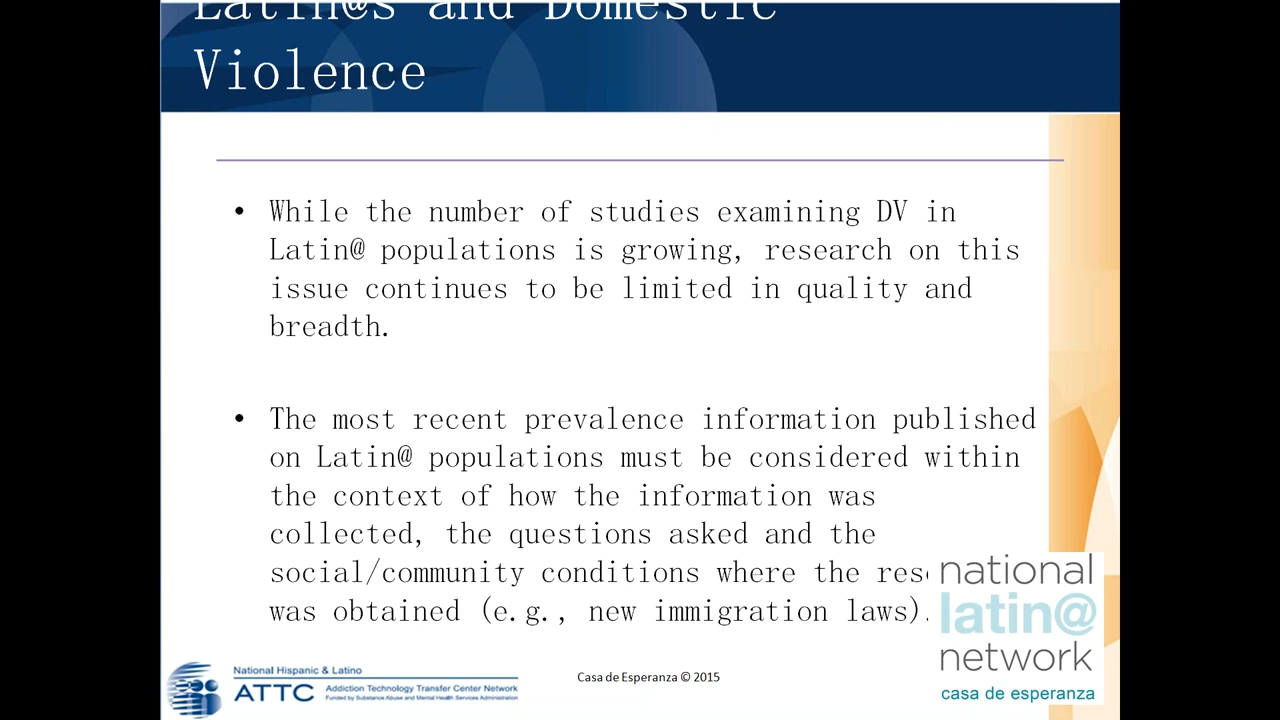 Latin@s and Domestic
Violence
• While the number of studies examining DV in
Latin@ populations is growing, research on this
issue continues to be limited in quality and
breadth.
• The most recent prevalence information published
on Latin@ populations must be considered within
the context of how the information was
collected, the questions asked and the
social/community conditions where the
was obtained (e.g., new immigration laws).
national
latin@
network
casa de esperanza
National Hispanic & Latino
ATTC
Addiction Technology Transfer Center Network
Funded by Substance Abuse and Mental Health Services Administration
Casa de Esperanza © 2015